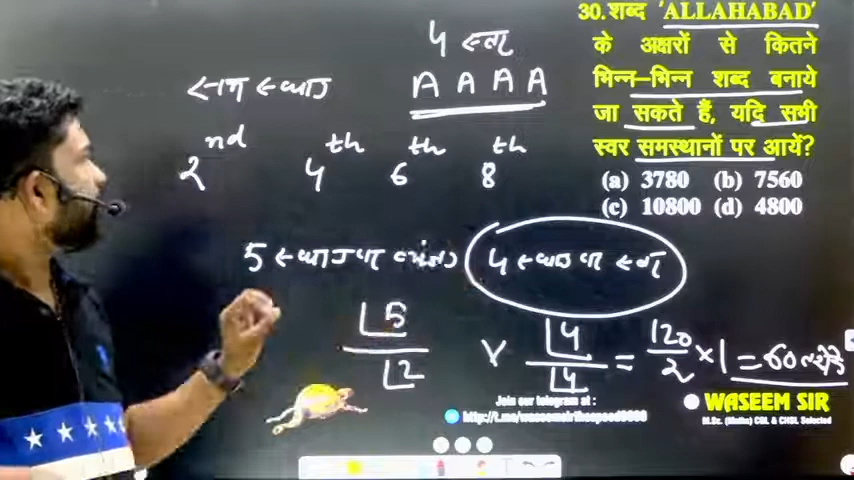 30. शब्द 'ALLAHABAD'
के अक्षरों से कितने
भिन्न-भिन्न शब्द बनाये
जा सकते हैं, यदि सभी
स्वर समस्थानों पर आयें?
(a) 3780 (b) 7560
(c) 10800 (d) 4800
4 स्वर
A A A A
2nd 4th 6th 8th
5
4
5 / 2 × 4 / 4 = 120 / 2 × 1 = 60
Join our telegram at :
WASEEM SIR
M.Sc. (Maths) CGL & CHSL Selected